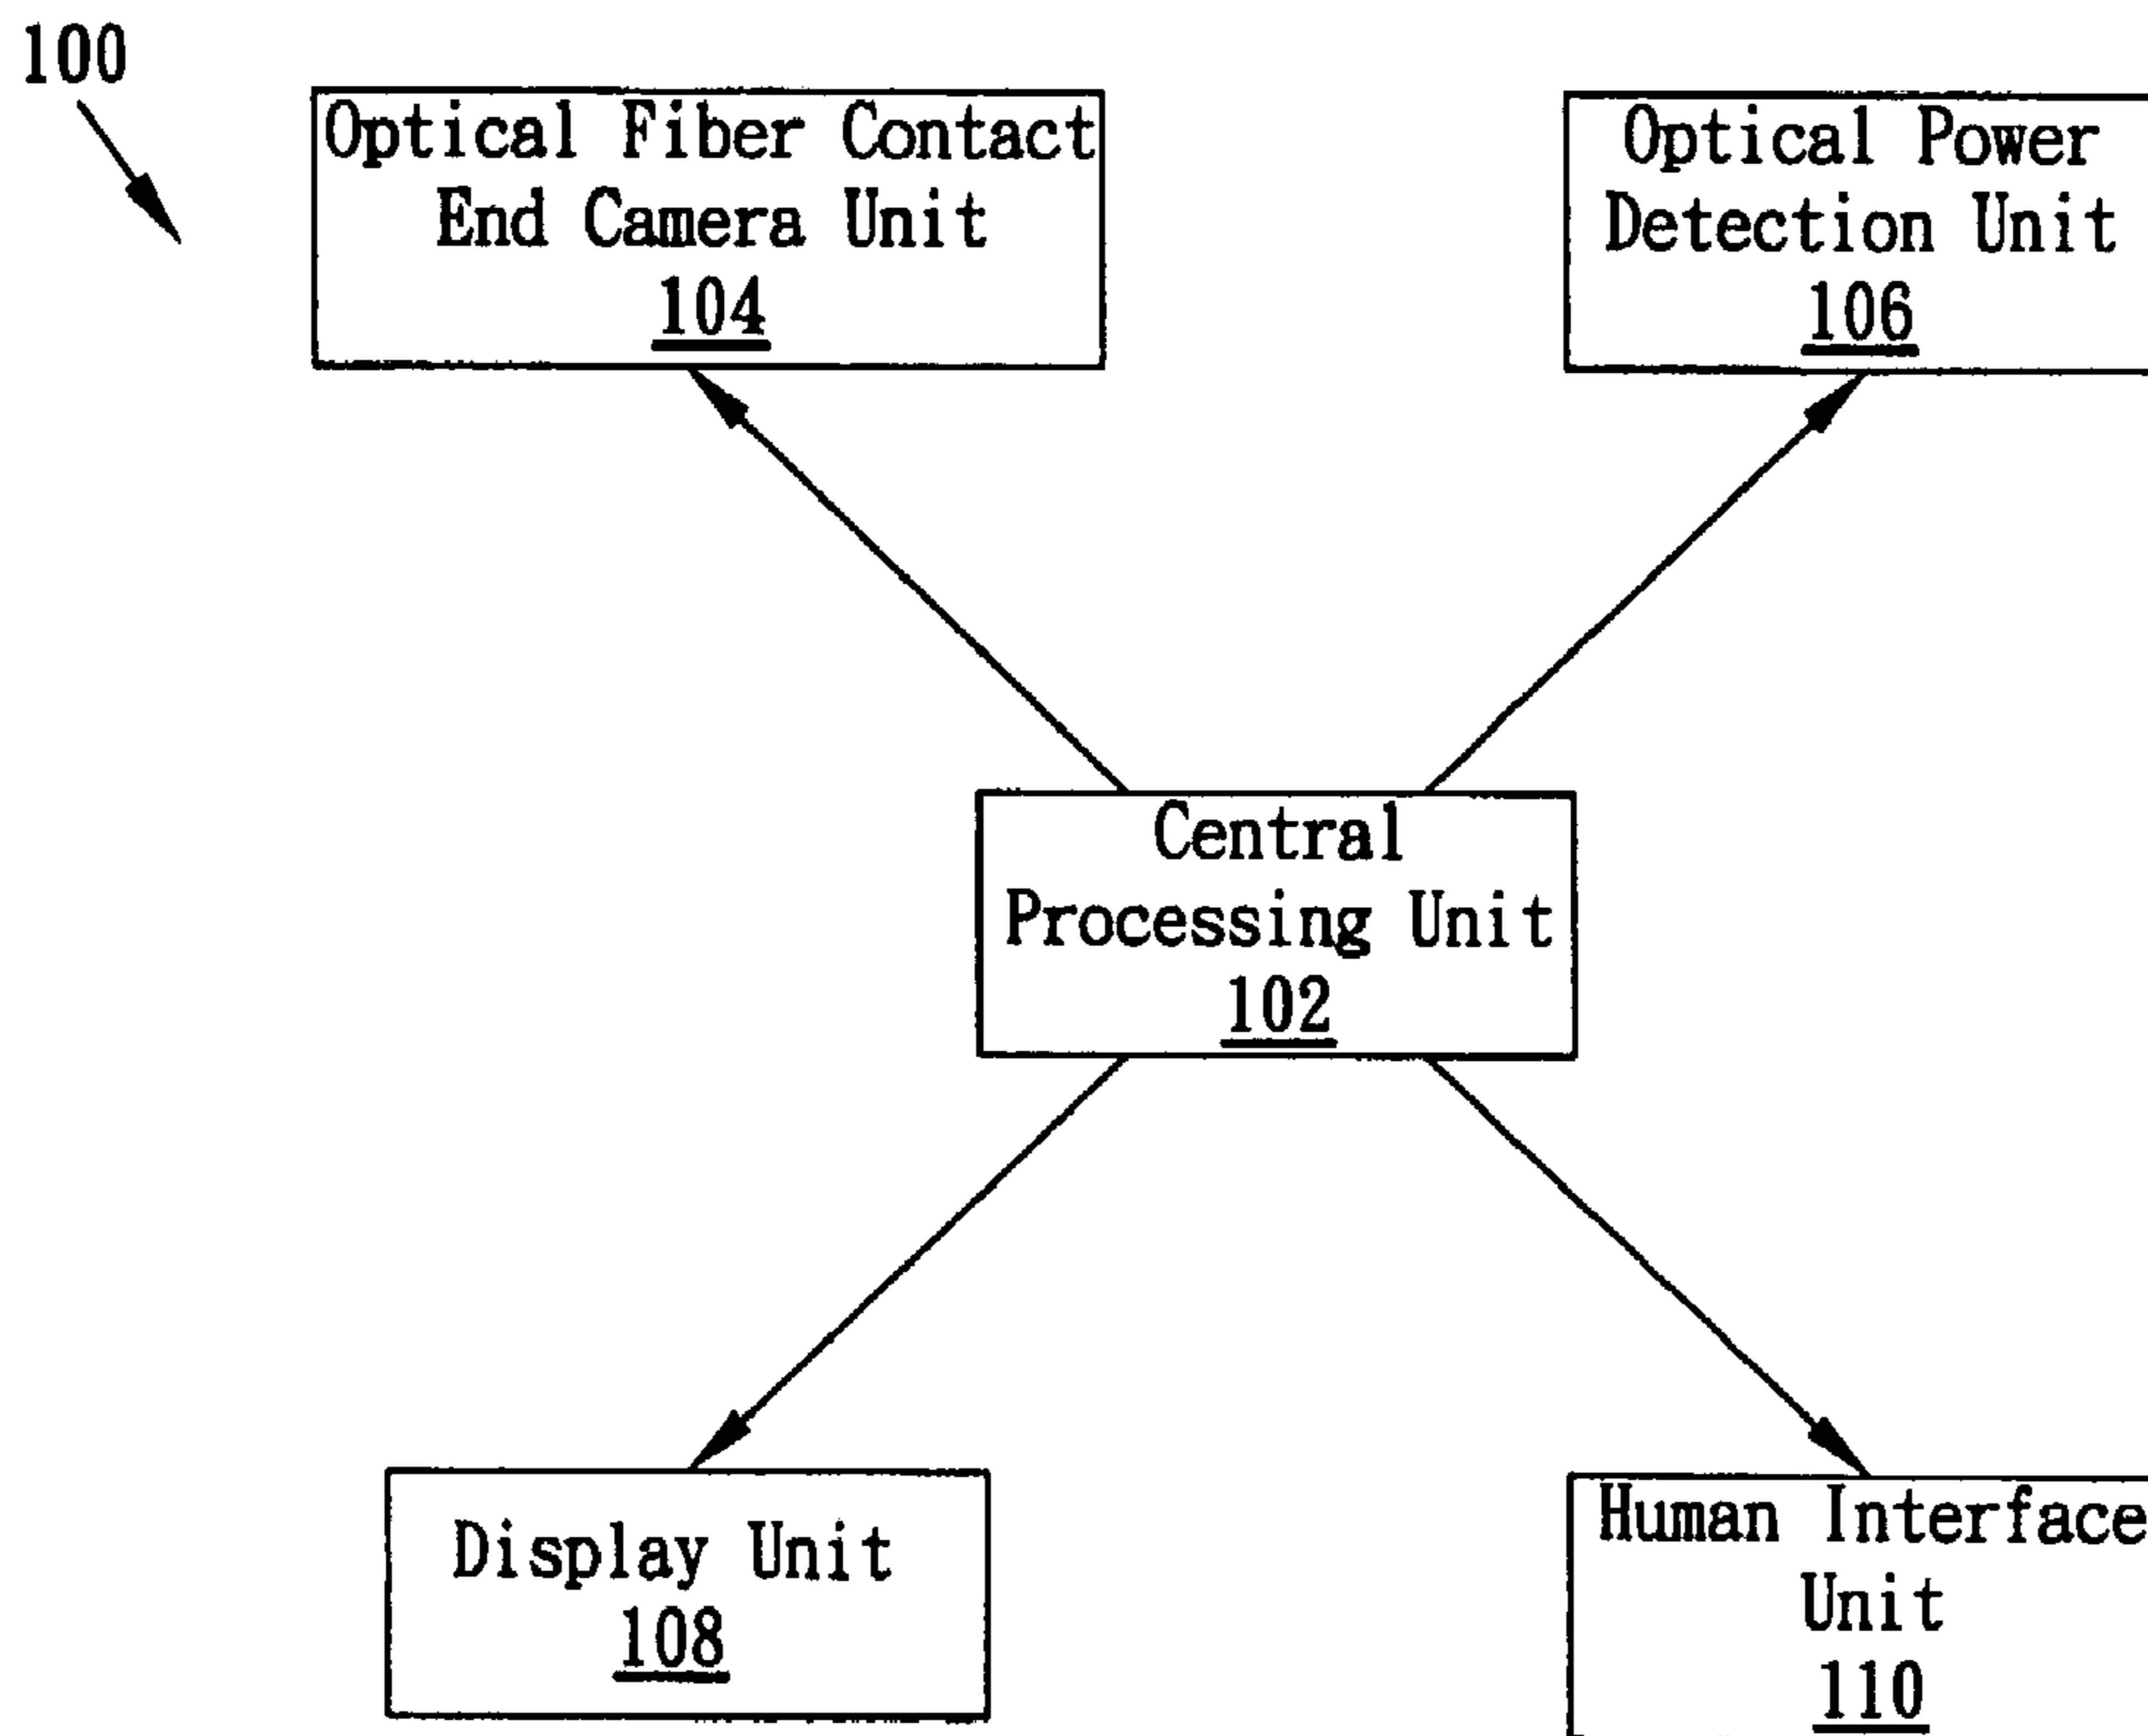 100
Optical Fiber Contact
End Camera Unit
104
Optical Power
Detection Unit
106
Central
Processing Unit
102
Display Unit
108
Human Interface
Unit
110